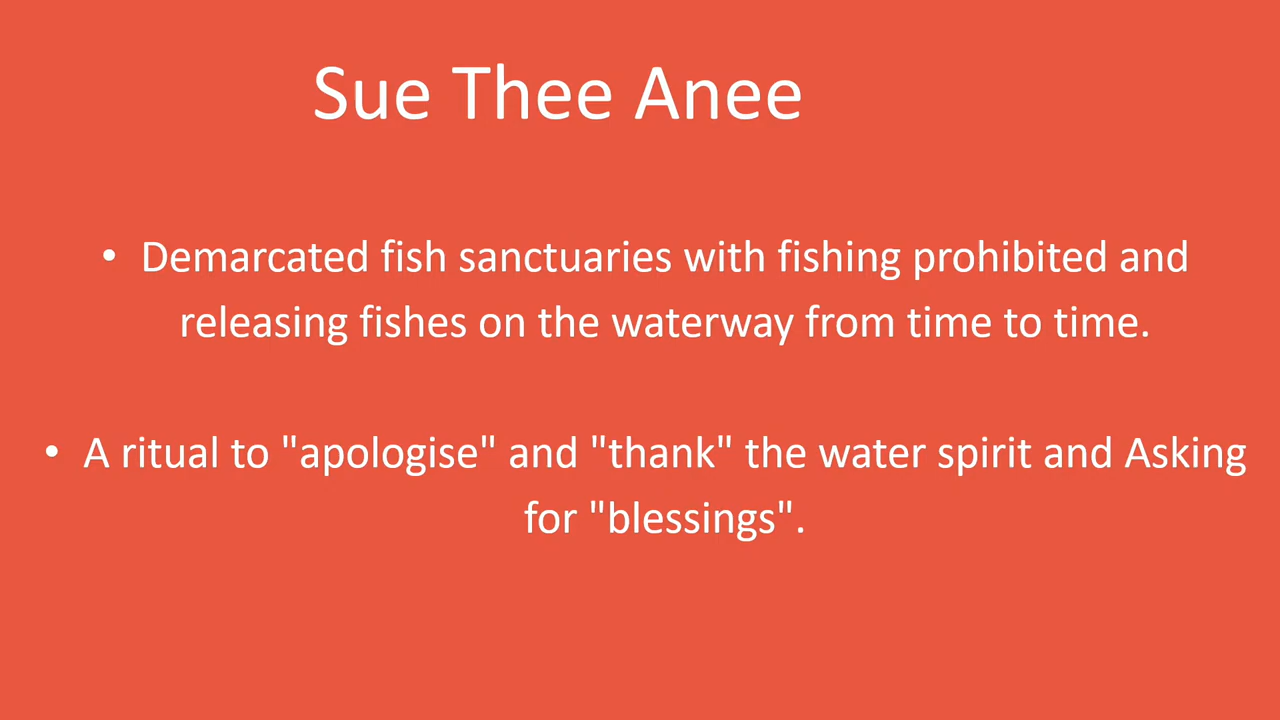 Sue Thee Anee
• Demarcated fish sanctuaries with fishing prohibited and
releasing fishes on the waterway from time to time.
• A ritual to "apologise" and "thank" the water spirit and Asking
for "blessings".